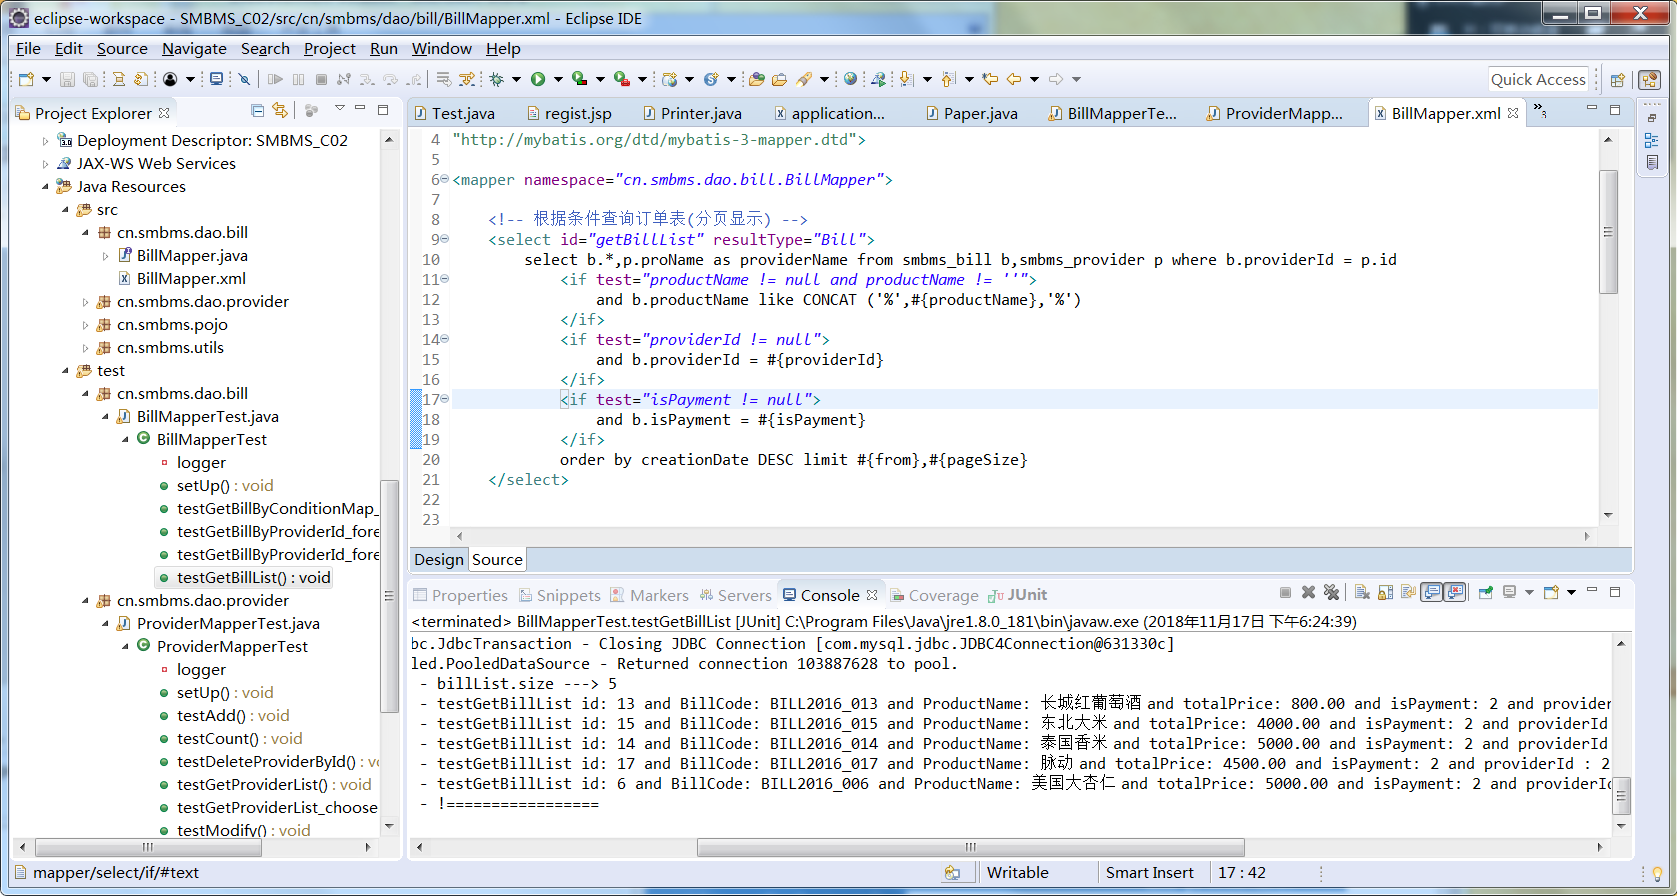 eclipse-workspace - SMBMS_C02/src/cn/smbms/dao/bill/BillMapper.xml - Eclipse IDE
File Edit Source Navigate Search Project Run Window Help
Quick Access
Project Explorer
Deployment Descriptor: SMBMS_C02
JAX-WS Web Services
Java Resources
src
cn.smbms.dao.bill
BillMapper.java
BillMapper.xml
cn.smbms.dao.provider
cn.smbms.pojo
cn.smbms.utils
test
cn.smbms.dao.bill
BillMapperTest.java
BillMapperTest
logger
setUp() : void
testGetBillByConditionMap_
testGetBillByProviderId_fore
testGetBillByProviderId_fore
testGetBillList() : void
cn.smbms.dao.provider
ProviderMapperTest.java
ProviderMapperTest
logger
setUp() : void
testAdd() : void
testCount() : void
testDeleteProviderById() : vo
testGetProviderList() : void
testGetProviderList_choose
testModify() : void
Test.java regist.jsp Printer.java application... Paper.java BillMapperTe... ProviderMapp... BillMapper.xml »3
4 "http://mybatis.org/dtd/mybatis-3-mapper.dtd">
5
6 <mapper namespace="cn.smbms.dao.bill.BillMapper">
7
8 <!-- 根据条件查询订单表(分页显示) -->
9 <select id="getBillList" resultType="Bill">
10 select b.*,p.proName as providerName from smbms_bill b,smbms_provider p where b.providerId = p.id
11 <if test="productName != null and productName != ''">
12 and b.productName like CONCAT ('%',#{productName},'%')
13 </if>
14 <if test="providerId != null">
15 and b.providerId = #{providerId}
16 </if>
17 <if test="isPayment != null">
18 and b.isPayment = #{isPayment}
19 </if>
20 order by creationDate DESC limit #{from},#{pageSize}
21 </select>
22
23
Design Source
Properties Snippets Markers Servers Console Coverage JUnit
<terminated> BillMapperTest.testGetBillList [JUnit] C:\Program Files\Java\jre1.8.0_181\bin\javaw.exe (2018年11月17日 下午6:24:39)
bc.JdbcTransaction - Closing JDBC Connection [com.mysql.jdbc.JDBC4Connection@631330c]
led.PooledDataSource - Returned connection 103887628 to pool.
- billList.size ---> 5
- testGetBillList id: 13 and BillCode: BILL2016_013 and ProductName: 长城红葡萄酒 and totalPrice: 800.00 and isPayment: 2 and provider
- testGetBillList id: 15 and BillCode: BILL2016_015 and ProductName: 东北大米 and totalPrice: 4000.00 and isPayment: 2 and providerId
- testGetBillList id: 14 and BillCode: BILL2016_014 and ProductName: 泰国香米 and totalPrice: 5000.00 and isPayment: 2 and providerId
- testGetBillList id: 17 and BillCode: BILL2016_017 and ProductName: 脉动 and totalPrice: 4500.00 and isPayment: 2 and providerId : 2
- testGetBillList id: 6 and BillCode: BILL2016_006 and ProductName: 美国大杏仁 and totalPrice: 5000.00 and isPayment: 2 and providerId
- !=================
mapper/select/if/#text Writable Smart Insert 17 : 42